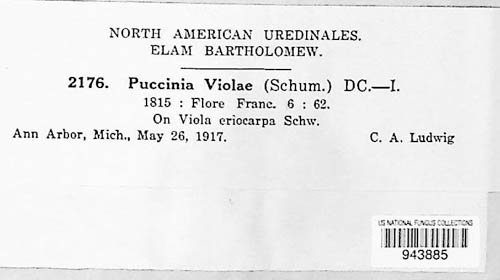 NORTH AMERICAN UREDINALES.
ELAM BARTHOLOMEW.
2176. Puccinia Violae (Schum.) DC.—I.
1815 : Flore Franc. 6 : 62.
On Viola eriocarpa Schw.
Ann Arbor, Mich., May 26, 1917. C. A. Ludwig
US NATIONAL FUNGUS COLLECTIONS
943885